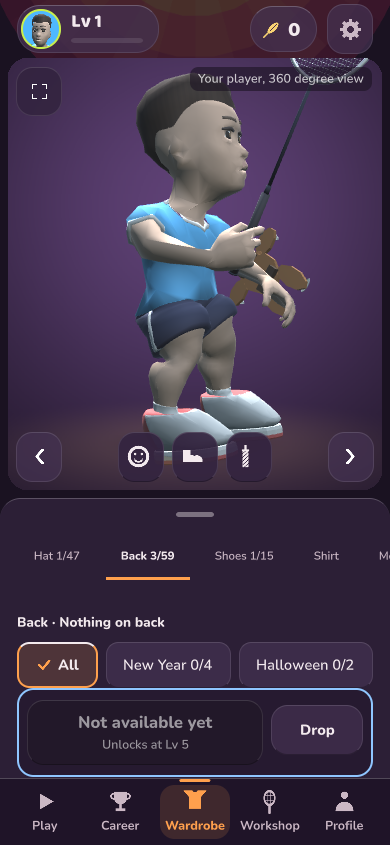 Lv 1
0
Your player, 360 degree view
Hat 1/47
Back 3/59
Shoes 1/15
Shirt
Back · Nothing on back
All
New Year 0/4
Halloween 0/2
Not available yet
Unlocks at Lv 5
Drop
Play
Career
Wardrobe
Workshop
Profile